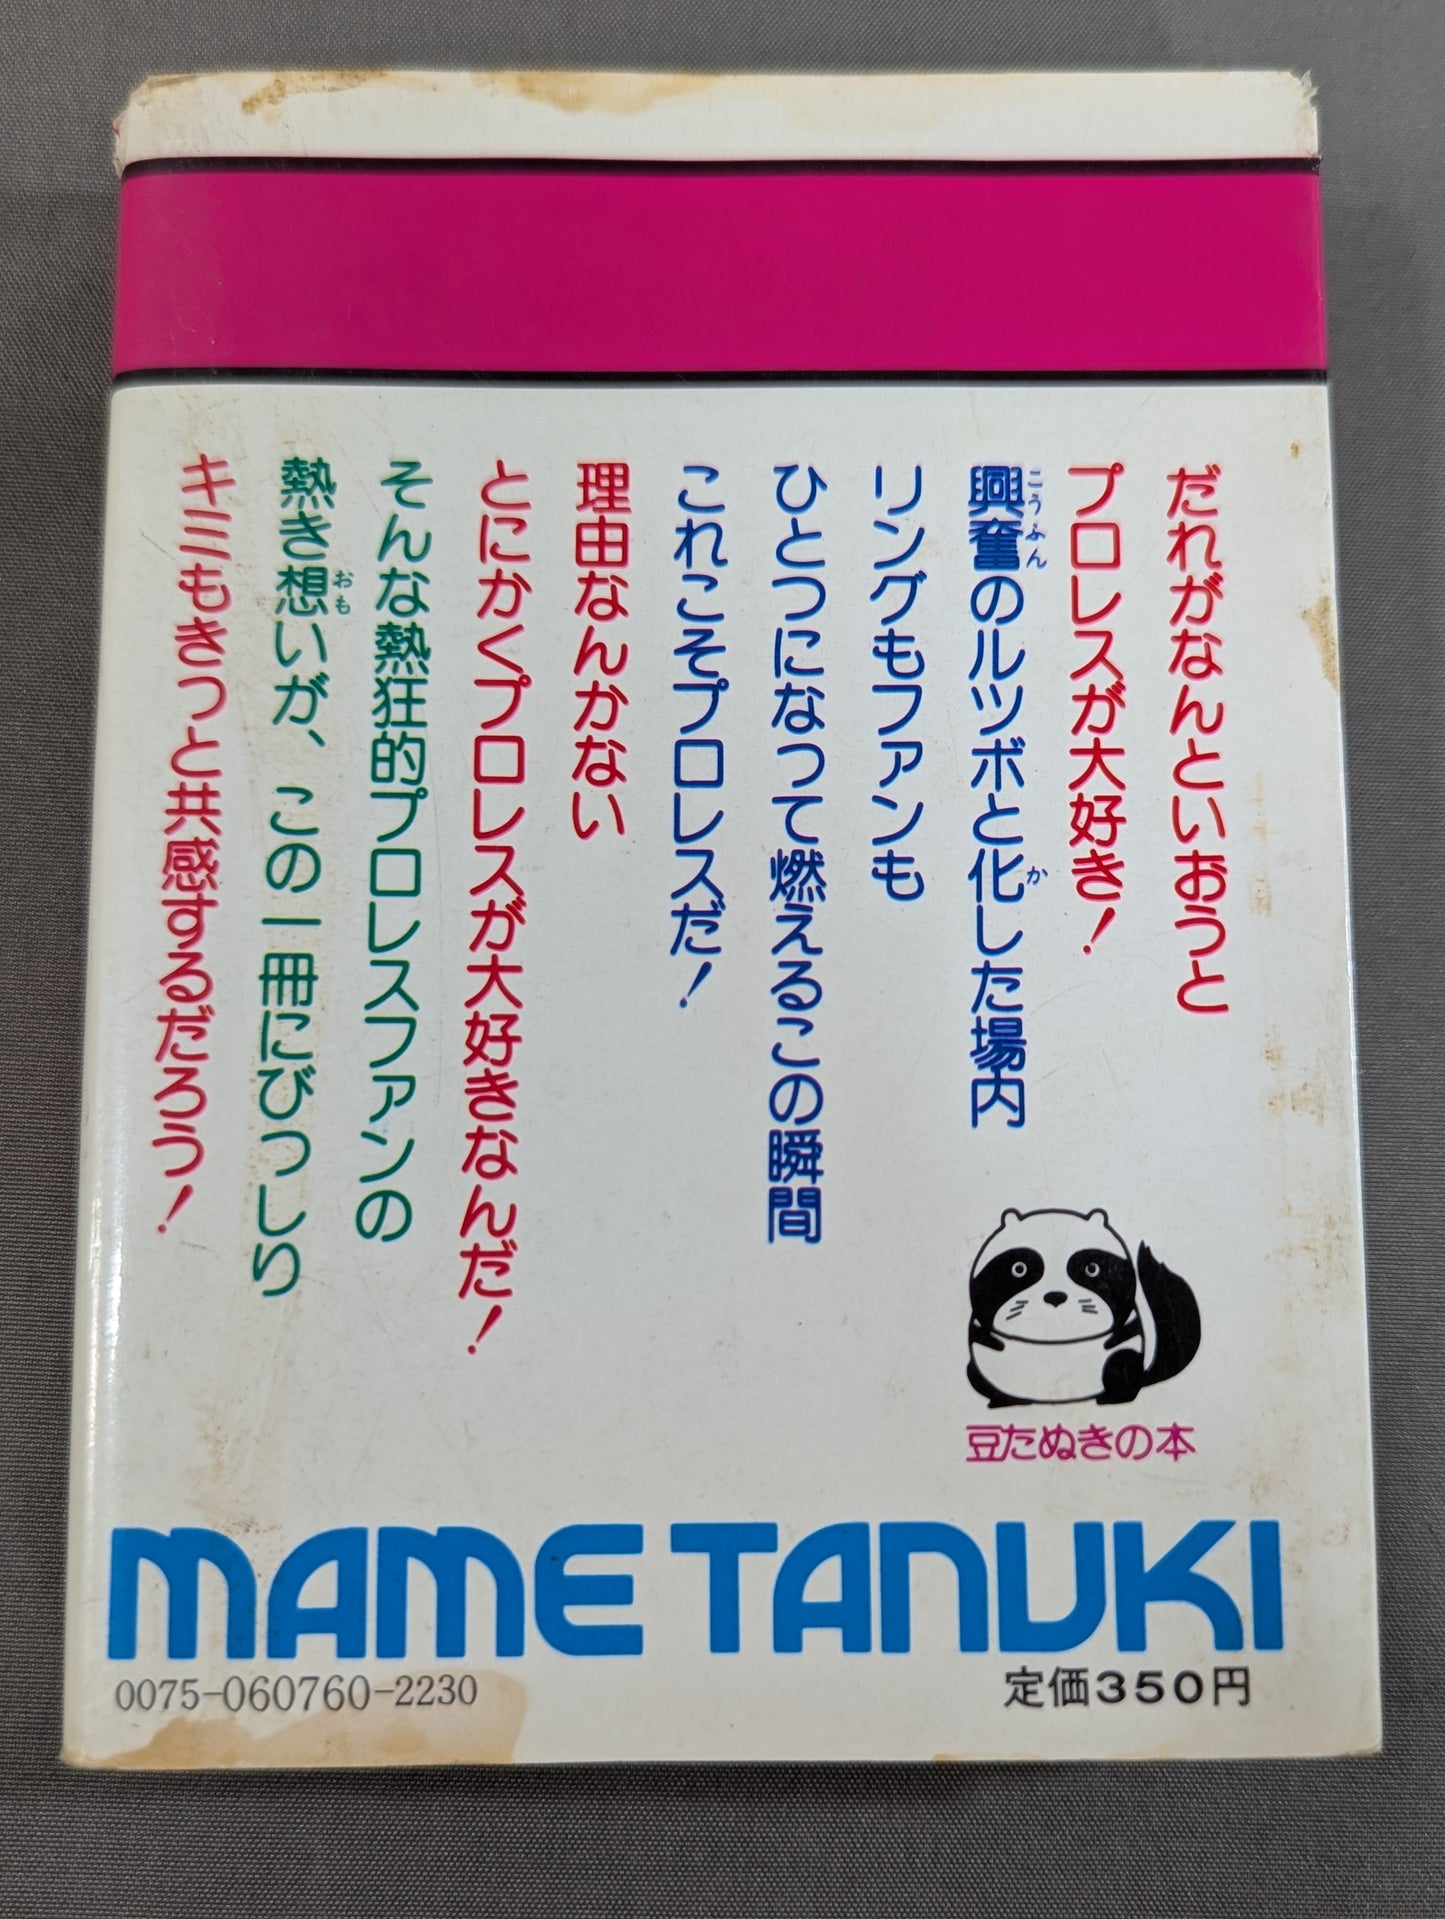 だれがなんといおうと
プロレスが大好き！
興奮のルツボと化した場内
こうふん
か
リングもファンも
ひとつになって燃えるこの瞬間
これこそプロレスだ！
理由なんかない
とにかくプロレスが大好きなんだ！
そんな熱狂的プロレスファンの
熱き想いが、この一冊にびっしり
おも
キミもきっと共感するだろう！
豆たぬきの本
MAME TANUKI
0075-060760-2230
定価350円